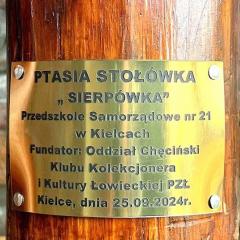 PTASIA STOŁÓWKA
„SIERPÓWKA”
Przedszkole Samorządowe nr 21
w Kielcach
Fundator: Oddział Chęciński
Klubu Kolekcjonera
i Kultury Łowieckiej PZŁ
Kielce, dnia 25.09.2024r.